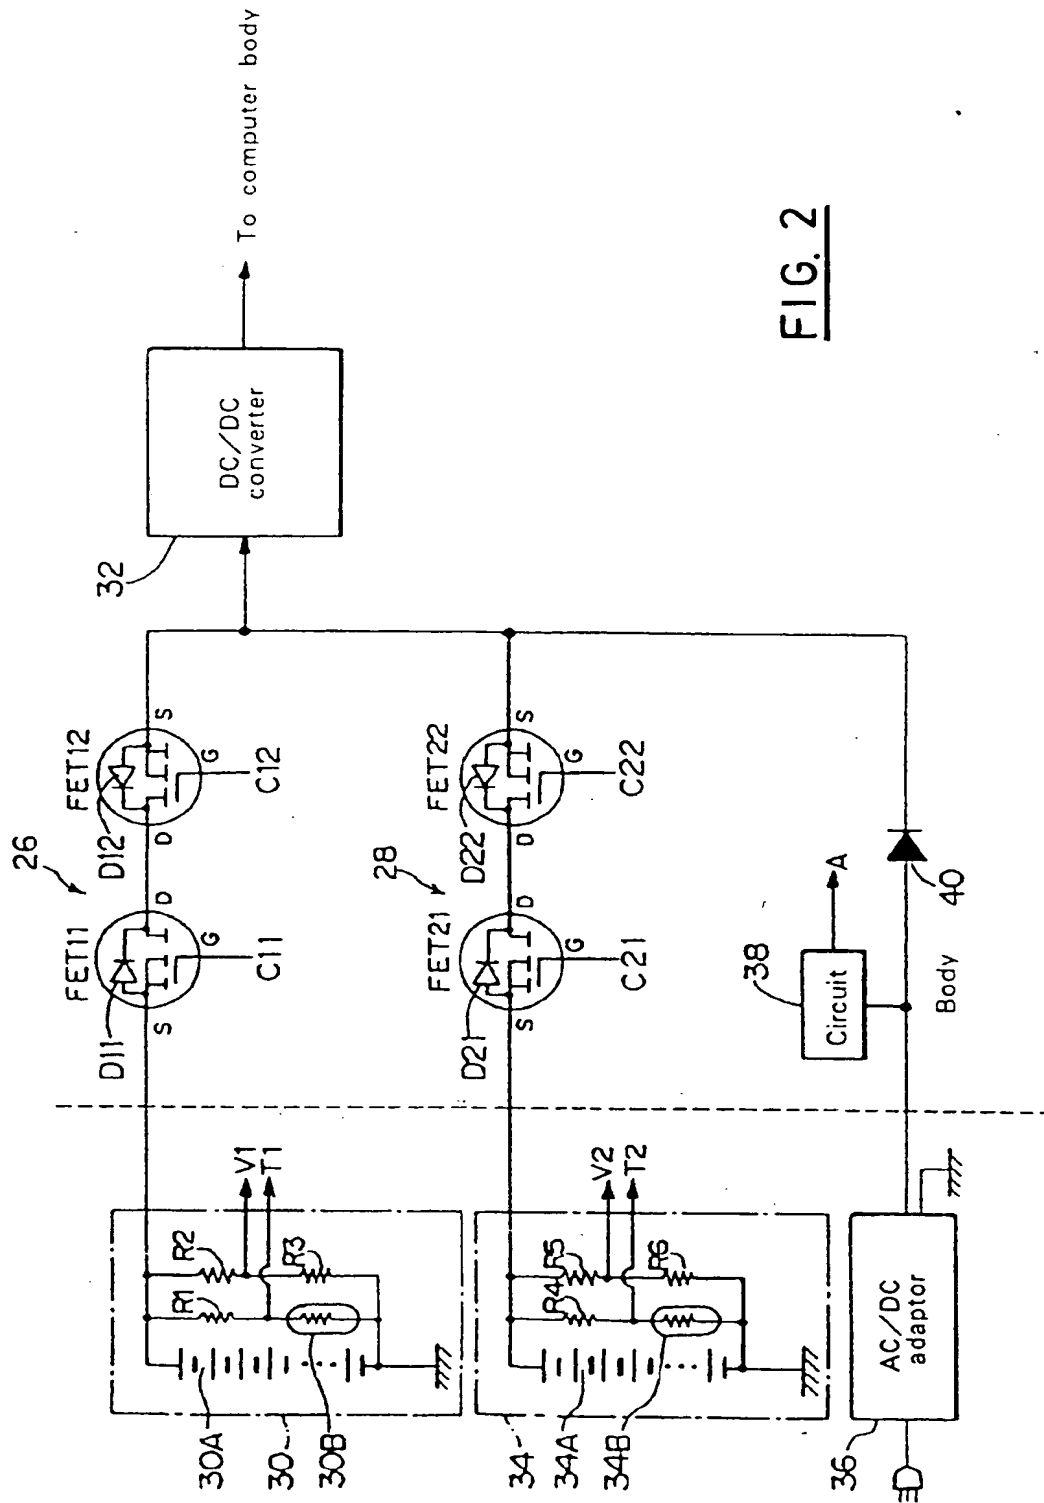 26
FET11
D11
S
D
G
C11
FET12
D12
D
S
G
C12
32
DC/DC
converter
To computer body
R1
R2
R3
V1
T1
30A
30
30B
28
FET21
D21
S
D
G
C21
FET22
D22
D
S
G
C22
R4
R5
R6
V2
T2
34
34A
34B
38
Circuit
A
40
Body
36
AC/DC
adaptor
FIG. 2